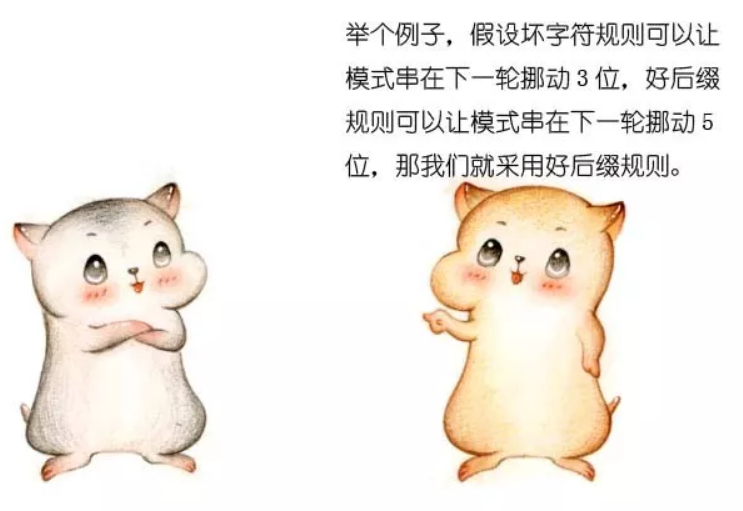 举个例子，假设坏字符规则可以让
模式串在下一轮挪动 3 位，好后缀
规则可以让模式串在下一轮挪动 5
位，那我们就采用好后缀规则。